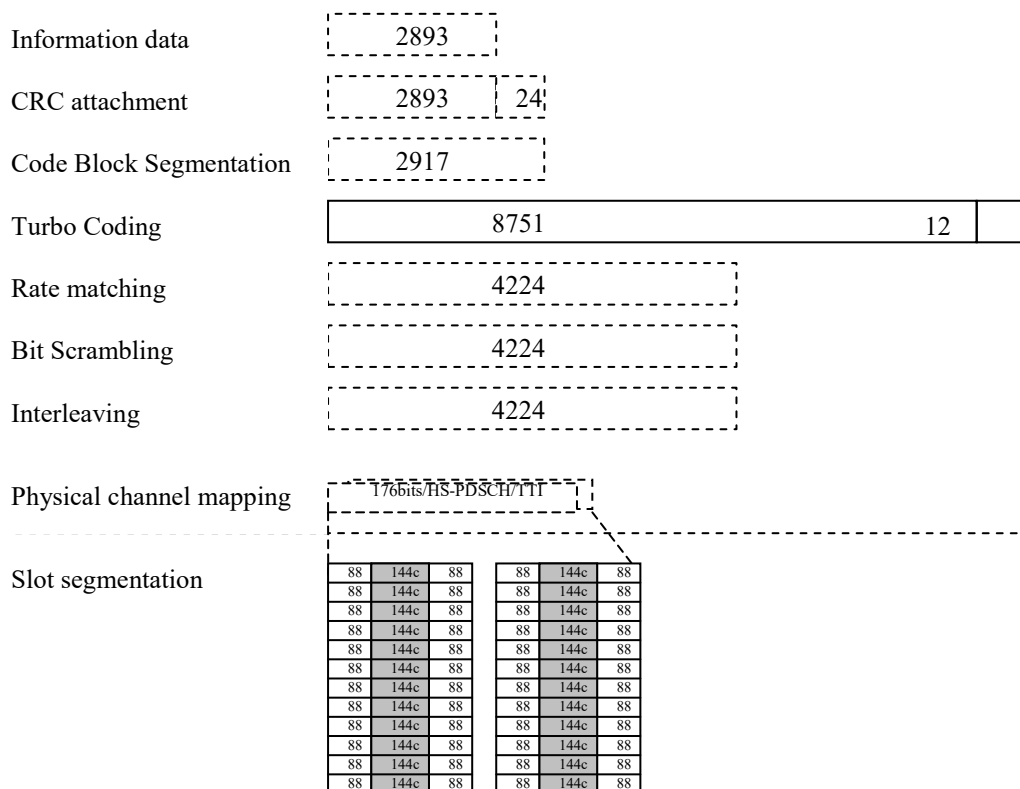 Information data 2893
CRC attachment 2893 24
Code Block Segmentation 2917
Turbo Coding 8751 12
Rate matching 4224
Bit Scrambling 4224
Interleaving 4224
Physical channel mapping 176bits/HS-PDSCH/TTI
Slot segmentation
88 144c 88 88 144c 88
88 144c 88 88 144c 88
88 144c 88 88 144c 88
88 144c 88 88 144c 88
88 144c 88 88 144c 88
88 144c 88 88 144c 88
88 144c 88 88 144c 88
88 144c 88 88 144c 88
88 144c 88 88 144c 88
88 144c 88 88 144c 88
88 144c 88 88 144c 88
88 144c 88 88 144c 88